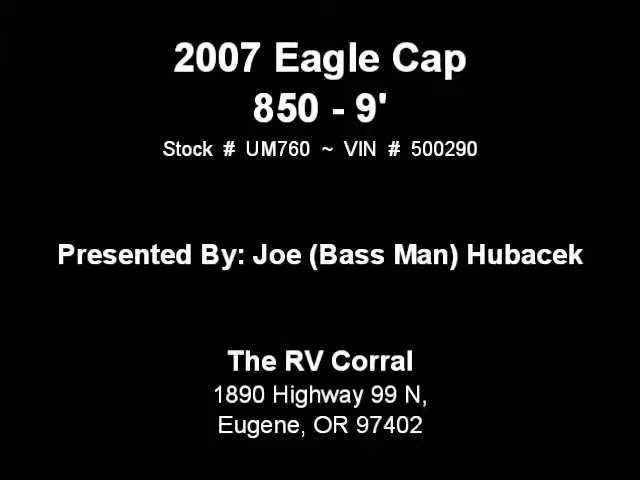 2007 Eagle Cap
850 - 9'
Stock # UM760 ~ VIN # 500290
Presented By: Joe (Bass Man) Hubacek
The RV Corral
1890 Highway 99 N,
Eugene, OR 97402